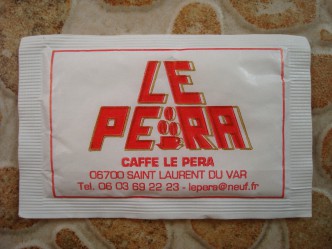 LE
PERA
CAFFE LE PERA
06700 SAINT LAURENT DU VAR
Tel. 06 03 69 22 23 - lepera@neuf.fr